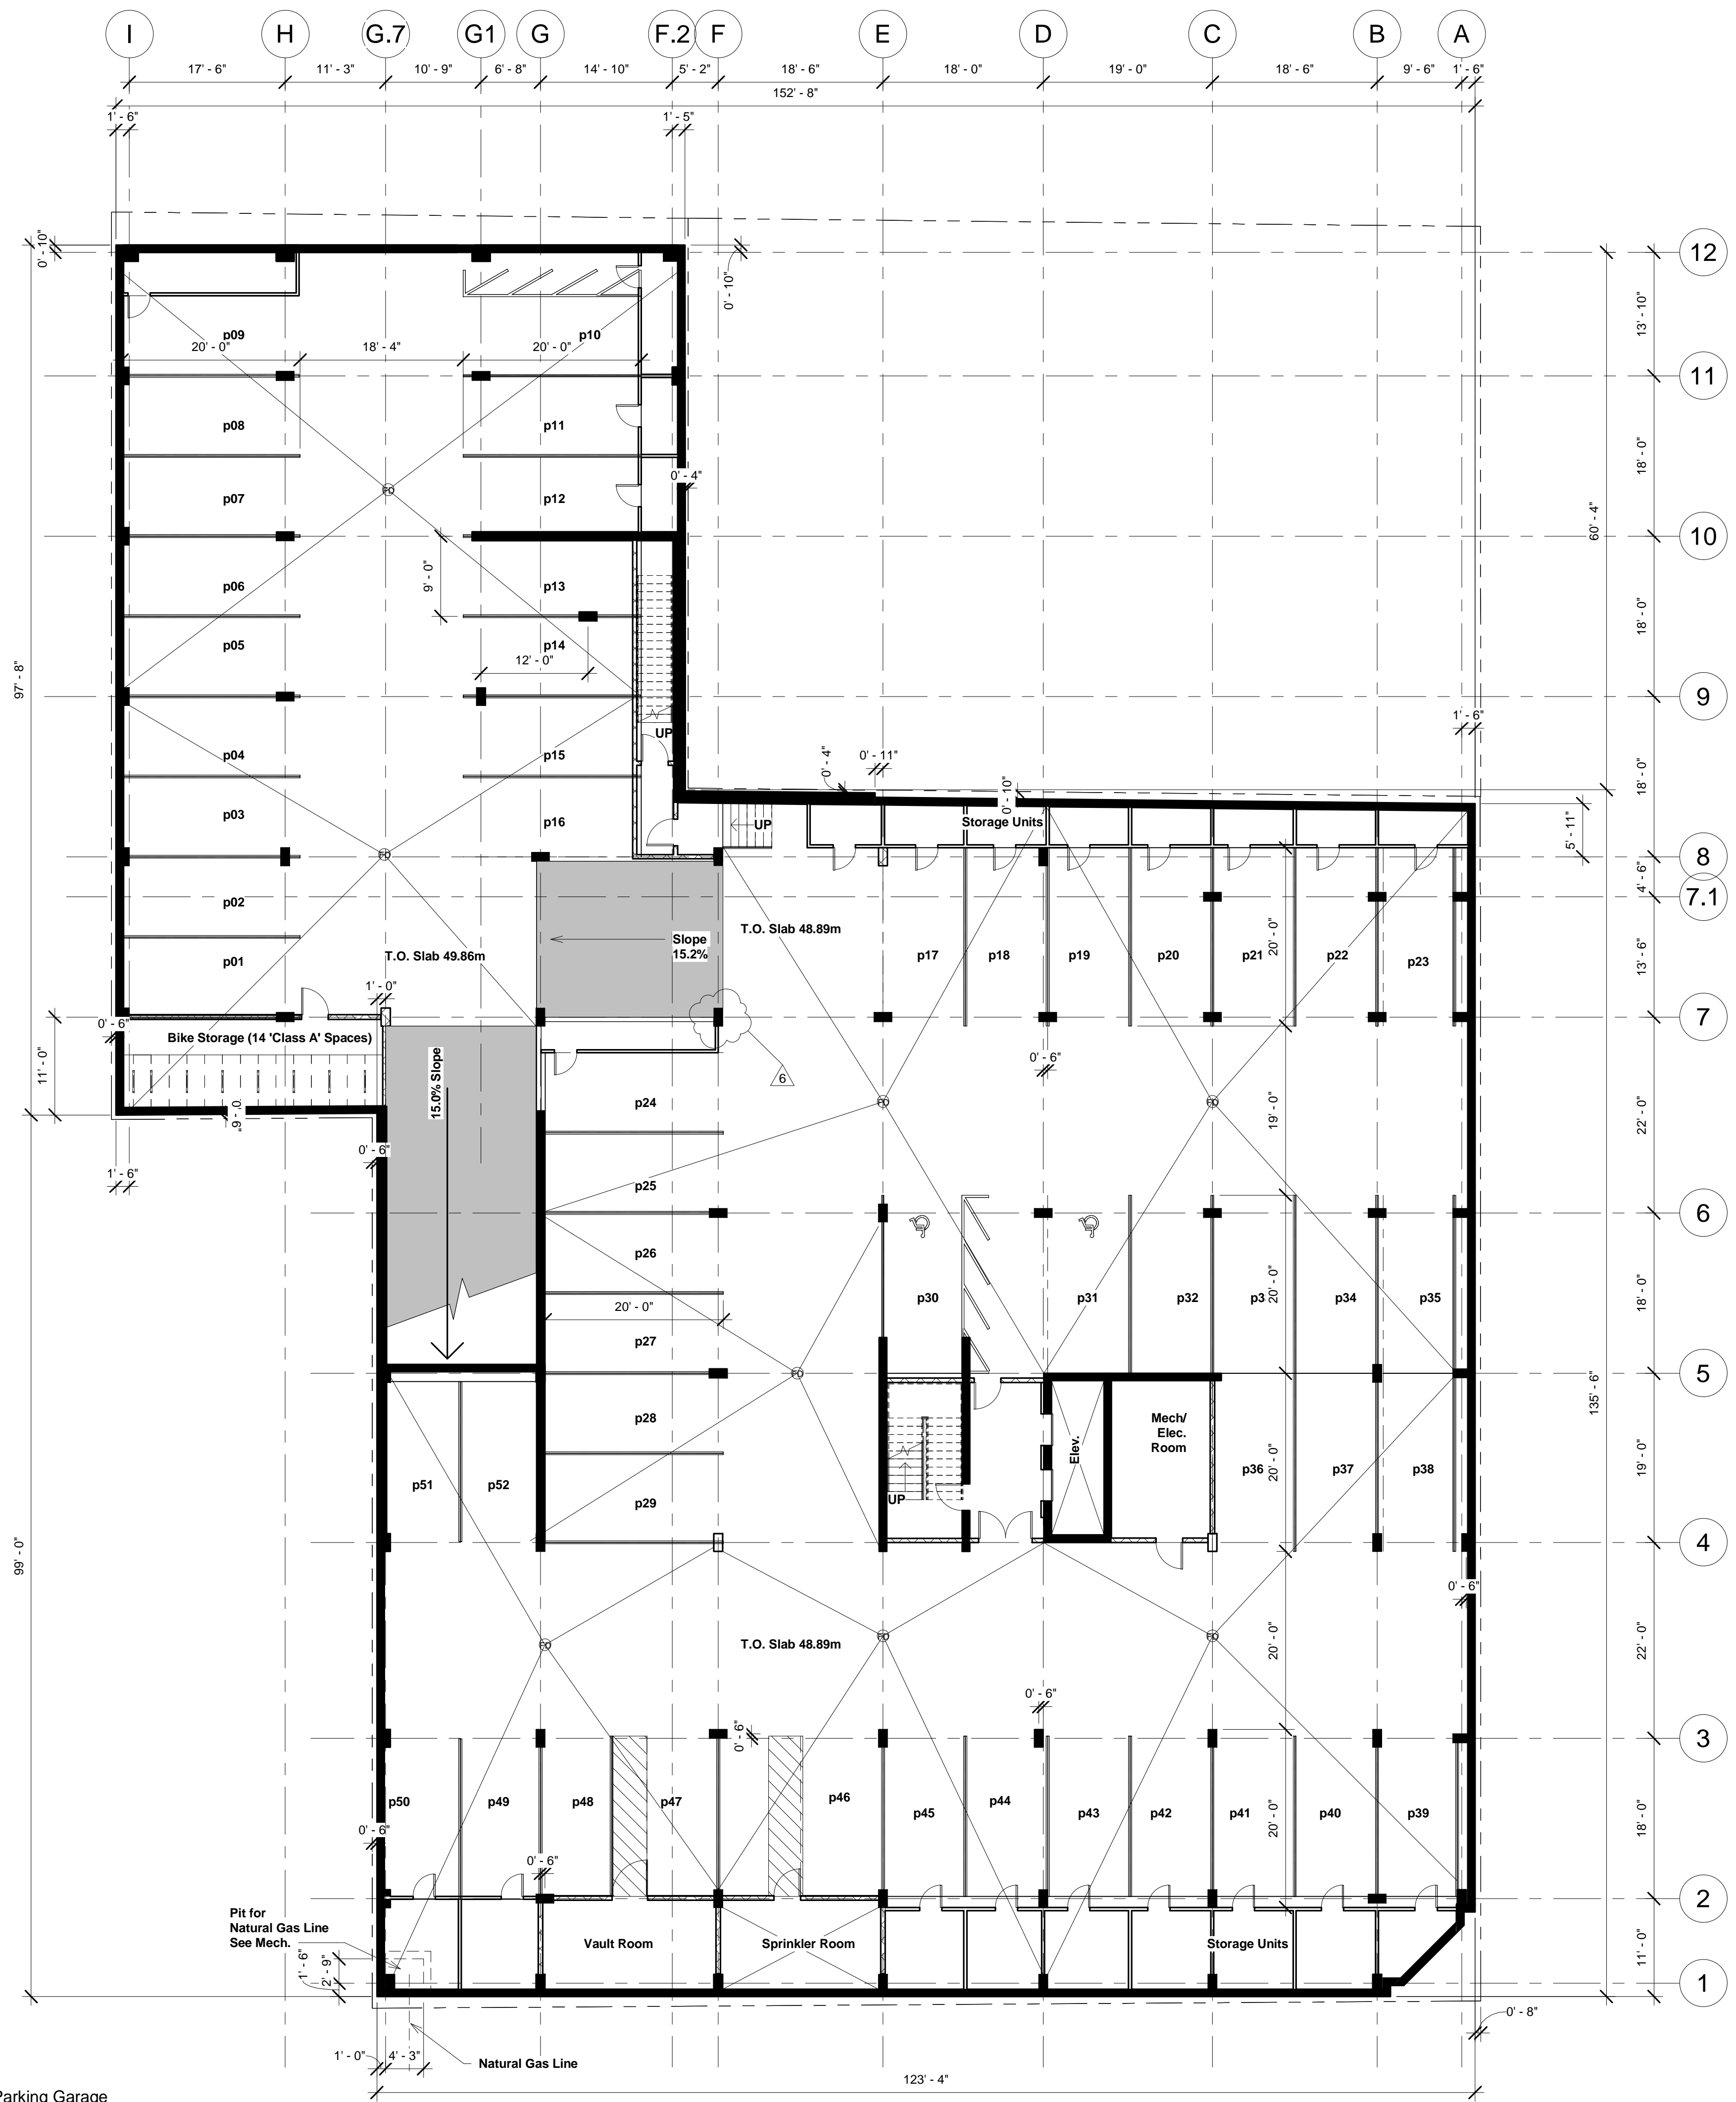 I H G.7 G1 G F.2 F E D C B A
17' - 6" 11' - 3" 10' - 9" 6' - 8" 14' - 10" 5' - 2" 18' - 6" 18' - 0" 19' - 0" 18' - 6" 9' - 6" 1' - 6"
152' - 8"
1' - 6" 1' - 5"
0' - 10"
12
0' - 10"
13' - 10"
p09 p10
20' - 0" 18' - 4" 20' - 0"
11
p08 p11
18' - 0"
0' - 4"
FD
p07 p12
60' - 4"
10
9' - 0"
p06 p13
18' - 0"
p05 p14
12' - 0"
97' - 8"
9
1' - 6"
UP
p04 p15
0' - 4"
0' - 11"
18' - 0"
0' - 10"
p03 p16
UP
Storage Units
5' - 11"
FD
8
4' - 6"
7.1
p02
T.O. Slab 48.89m
20' - 0"
Slope
15.2%
T.O. Slab 49.86m
p01
p17 p18 p19 p20 p21 p22 p23
13' - 6"
1' - 0"
7
0' - 6"
Bike Storage (14 'Class A' Spaces)
11' - 0"
15.0% Slope
0' - 6"
6
0' - 6"
p24
FD FD
19' - 0"
22' - 0"
0' - 6"
1' - 6"
p25
6
p26
20' - 0"
p27
p30 p31 p32 p3 20' - 0" p34 p35
18' - 0"
FD
5
135' - 6"
p28
Mech/
Elec.
Room
Elev.
p51 p52
p29
UP
p36 20' - 0" p37 p38
19' - 0"
4
99' - 0"
0' - 6"
FD FD FD
T.O. Slab 48.89m
20' - 0"
22' - 0"
0' - 6"
0' - 6"
3
p50 p49 p48 p47 p46 p45 p44 p43 p42 p41 20' - 0" p40 p39
18' - 0"
0' - 6"
0' - 6"
2
Pit for
Natural Gas Line
See Mech.
Vault Room Sprinkler Room Storage Units
11' - 0"
1' - 6"
2' - 9"
1
0' - 8"
1' - 0" 4' - 3"
Natural Gas Line
123' - 4"
Parking Garage